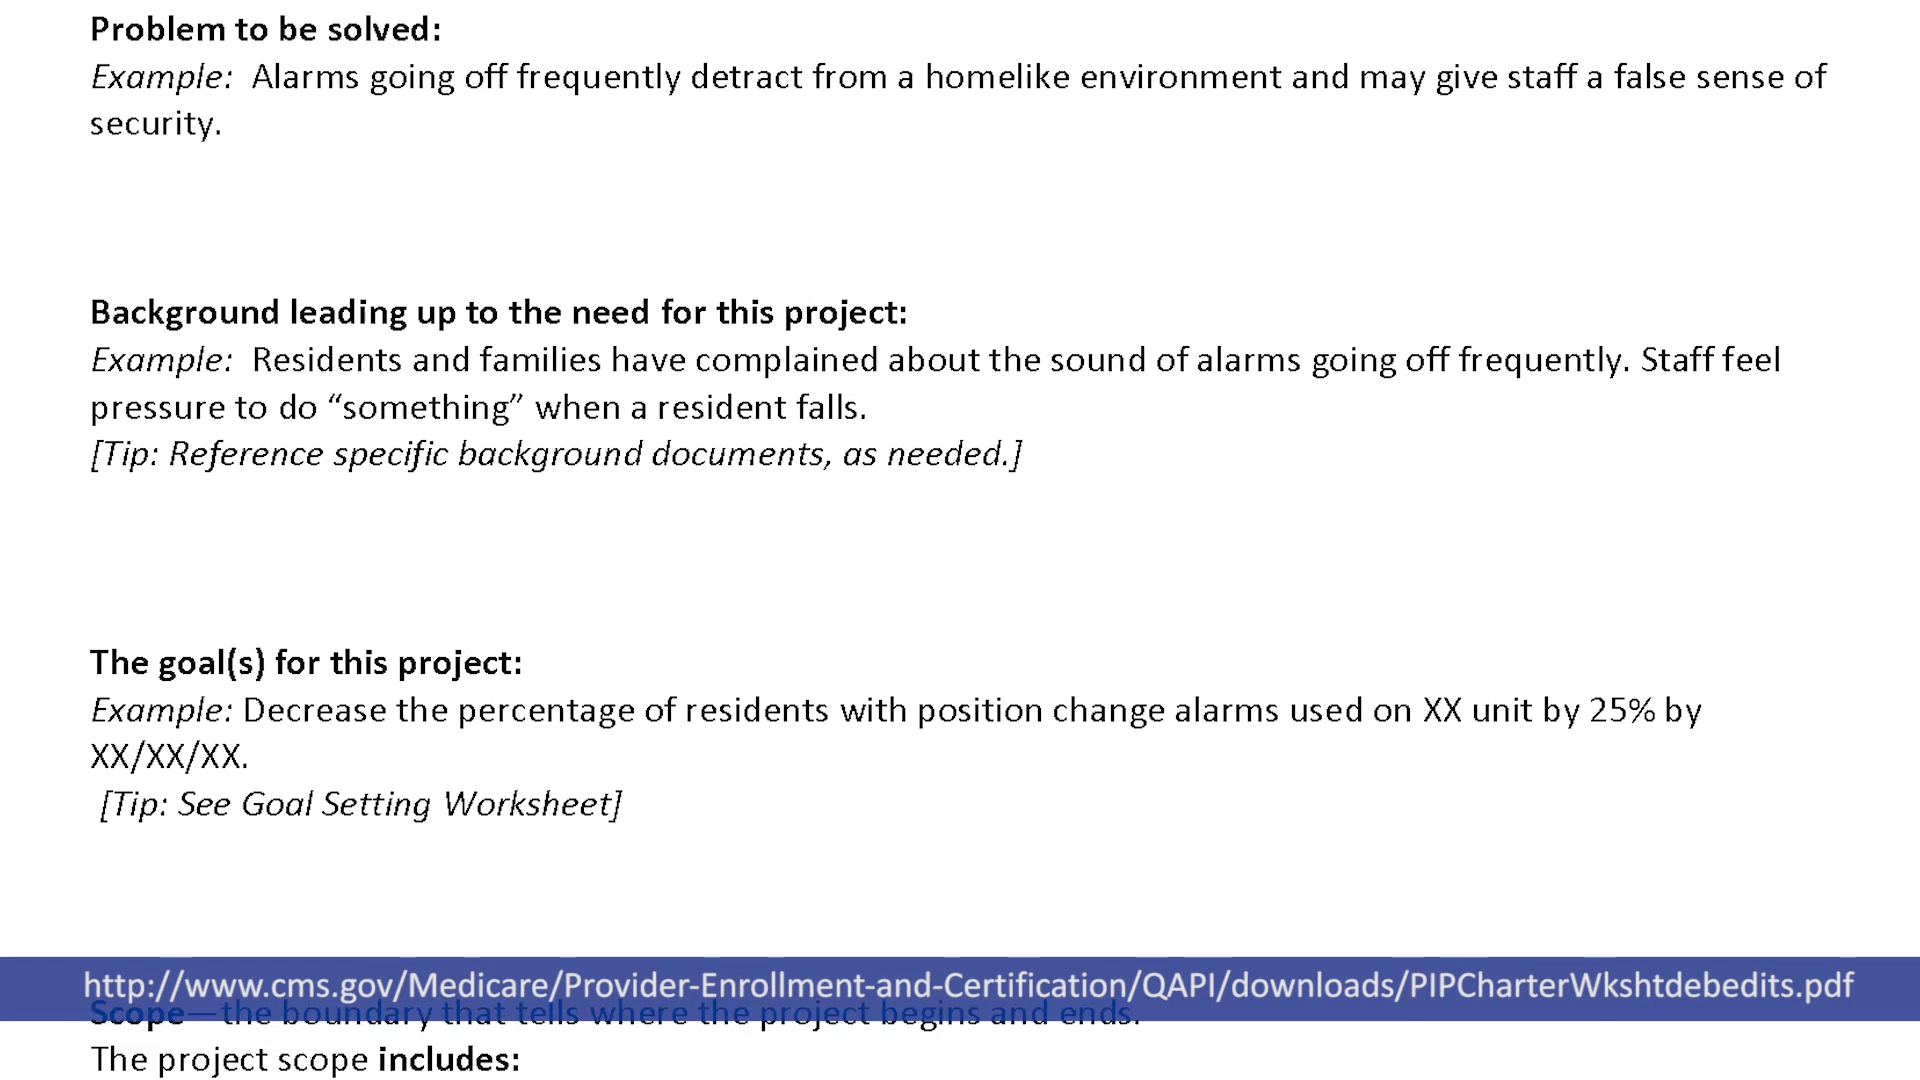 Problem to be solved:
Example:  Alarms going off frequently detract from a homelike environment and may give staff a false sense of
security.
Background leading up to the need for this project:
Example:  Residents and families have complained about the sound of alarms going off frequently. Staff feel
pressure to do “something” when a resident falls.
[Tip: Reference specific background documents, as needed.]
The goal(s) for this project:
Example: Decrease the percentage of residents with position change alarms used on XX unit by 25% by
XX/XX/XX.
[Tip: See Goal Setting Worksheet]
http://www.cms.gov/Medicare/Provider-Enrollment-and-Certification/QAPI/downloads/PIPCharterWkshtdebedits.pdf
Scope—the boundary that tells where the project begins and ends.
The project scope includes: